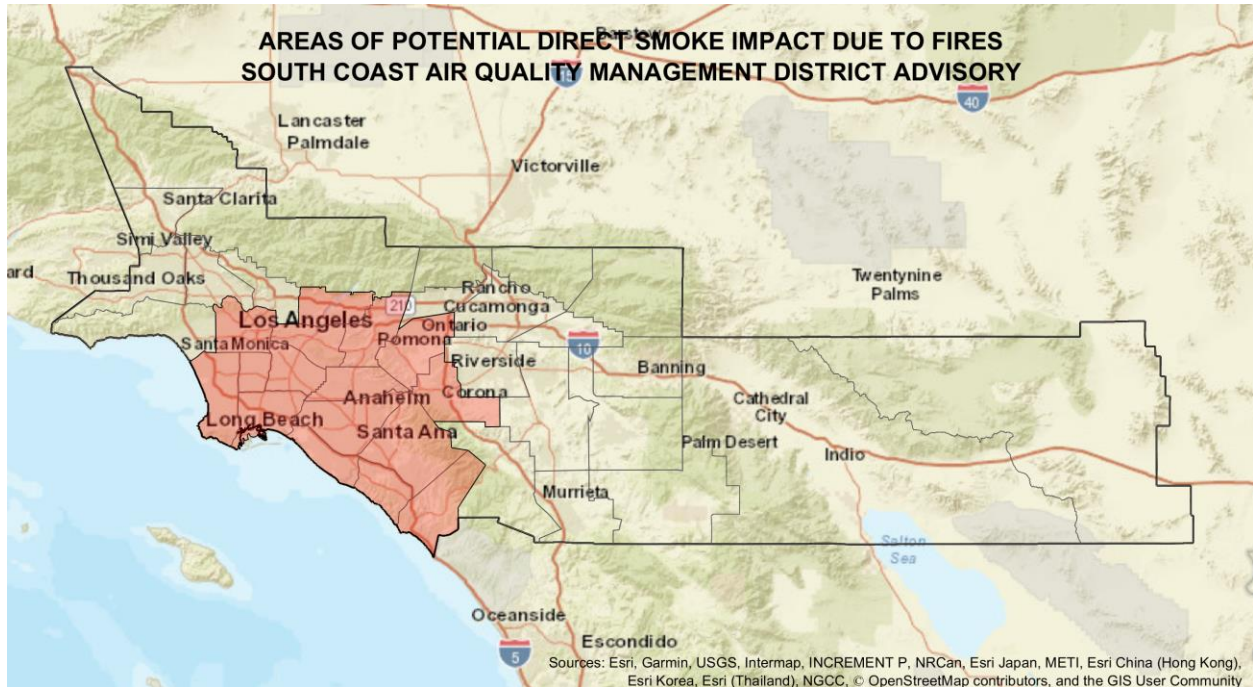 Barstow
AREAS OF POTENTIAL DIRECT SMOKE IMPACT DUE TO FIRES
SOUTH COAST AIR QUALITY MANAGEMENT DISTRICT ADVISORY
15
40
Lancaster
Palmdale
Victorville
Santa Clarita
Simi Valley
ard
Thousand Oaks
Twentynine
Palms
Rancho
Cucamonga
210
Los Angeles
Ontario
Santa Monica
Pomona
10
Riverside
Banning
Anaheim
Corona
Cathedral
City
Long Beach
Santa Ana
Palm Desert
Indio
Murrieta
Salton
Sea
Oceanside
Escondido
5
Sources: Esri, Garmin, USGS, Intermap, INCREMENT P, NRCan, Esri Japan, METI, Esri China (Hong Kong),
Esri Korea, Esri (Thailand), NGCC, © OpenStreetMap contributors, and the GIS User Community